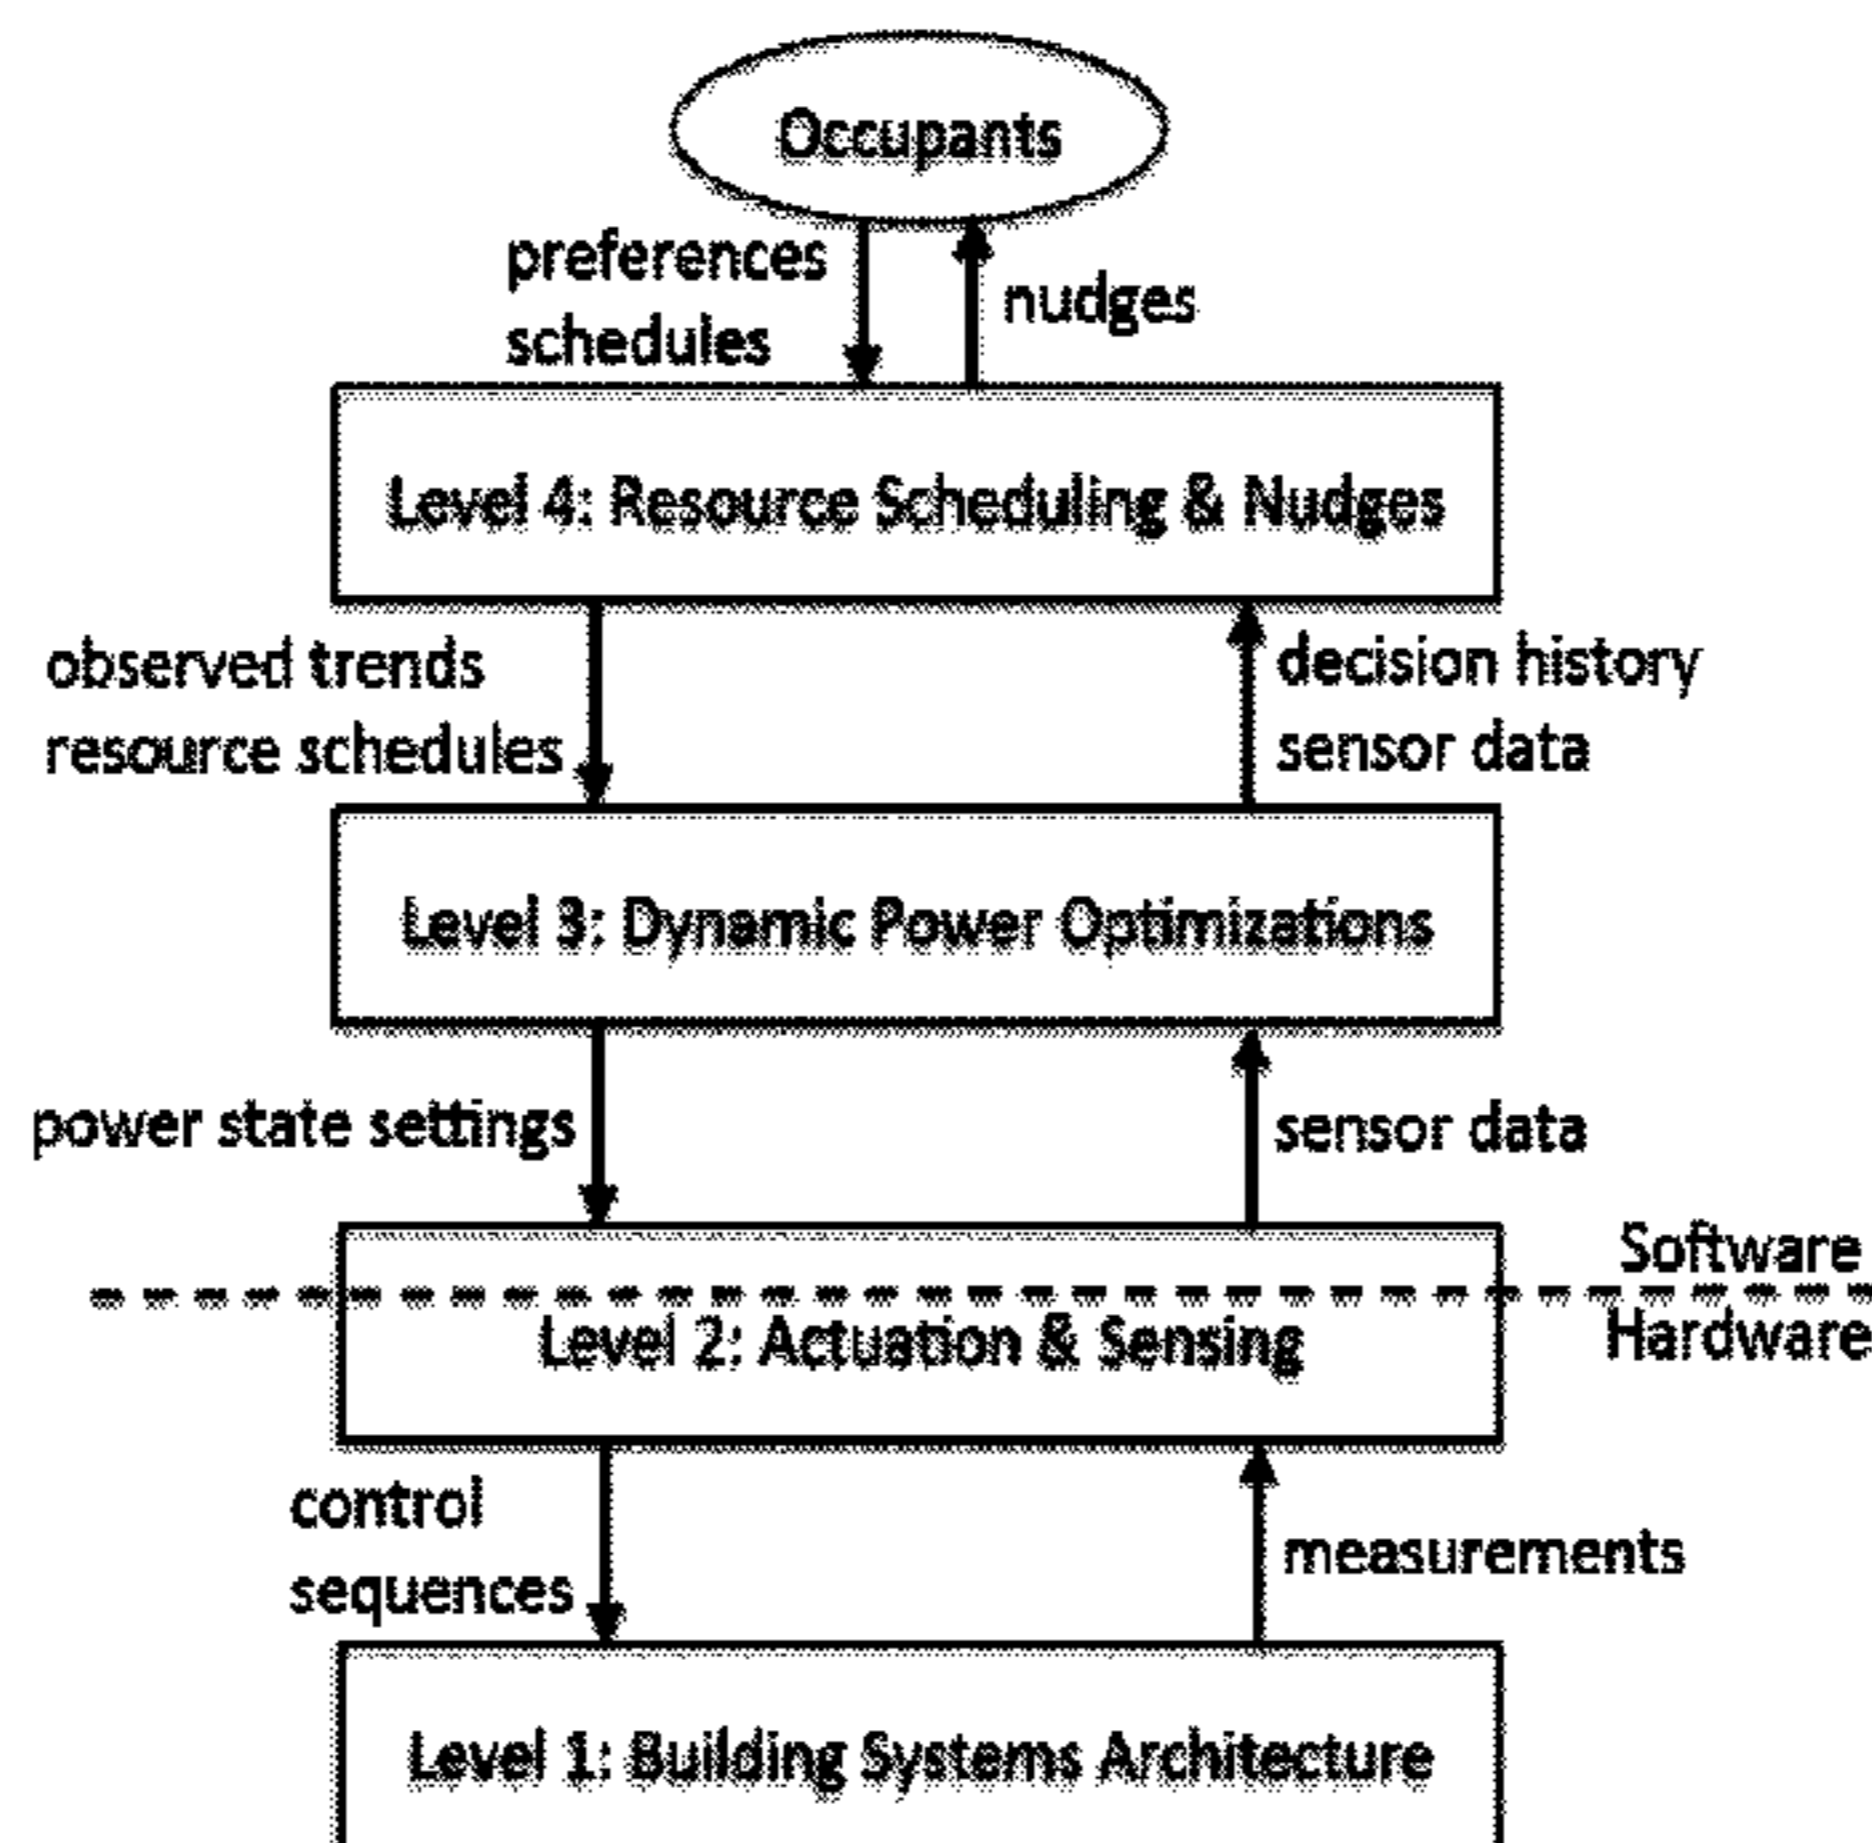 Occupants
preferences
schedules
nudges
Level 4: Resource Scheduling & Nudges
observed trends
resource schedules
decision history
sensor data
Level 3: Dynamic Power Optimizations
power state settings
sensor data
Software
Hardware
Level 2: Actuation & Sensing
control
sequences
measurements
Level 1: Building Systems Architecture